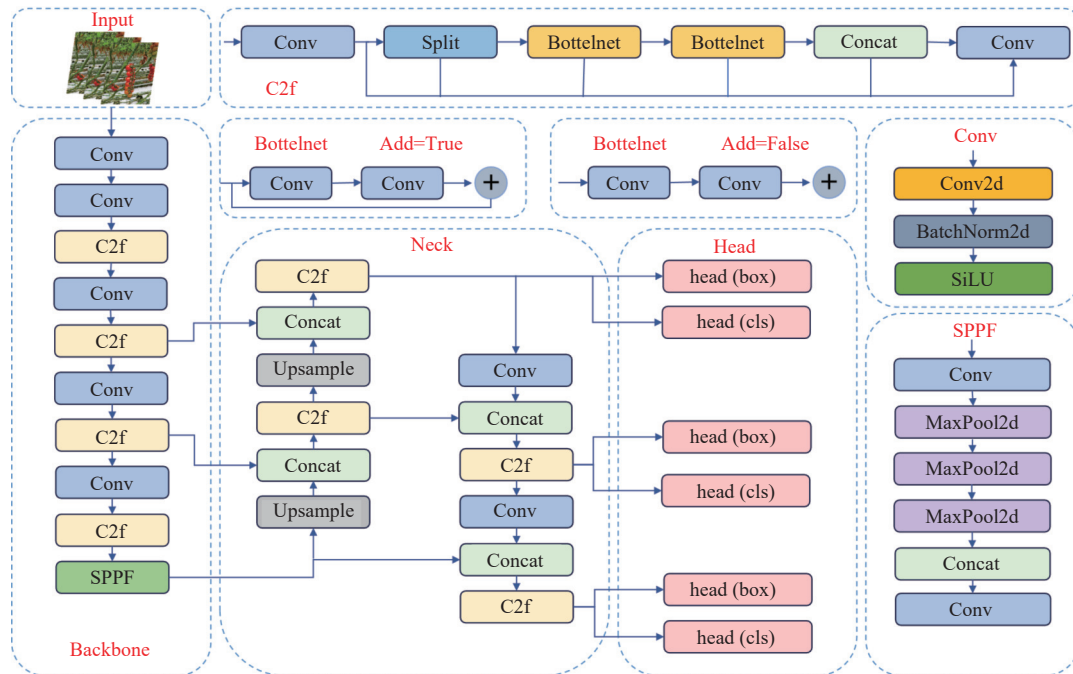 Input
Conv
Split
Bottelnet
Bottelnet
Concat
Conv
C2f
Conv
Conv
C2f
Conv
C2f
Conv
C2f
Conv
C2f
SPPF
Backbone
Bottelnet
Add=True
Conv
Conv
+
Bottelnet
Add=False
Conv
Conv
+
Neck
C2f
Concat
Upsample
C2f
Concat
Upsample
Conv
Concat
C2f
Conv
Concat
C2f
Head
head (box)
head (cls)
head (box)
head (cls)
head (box)
head (cls)
Conv
Conv2d
BatchNorm2d
SiLU
SPPF
Conv
MaxPool2d
MaxPool2d
MaxPool2d
Concat
Conv